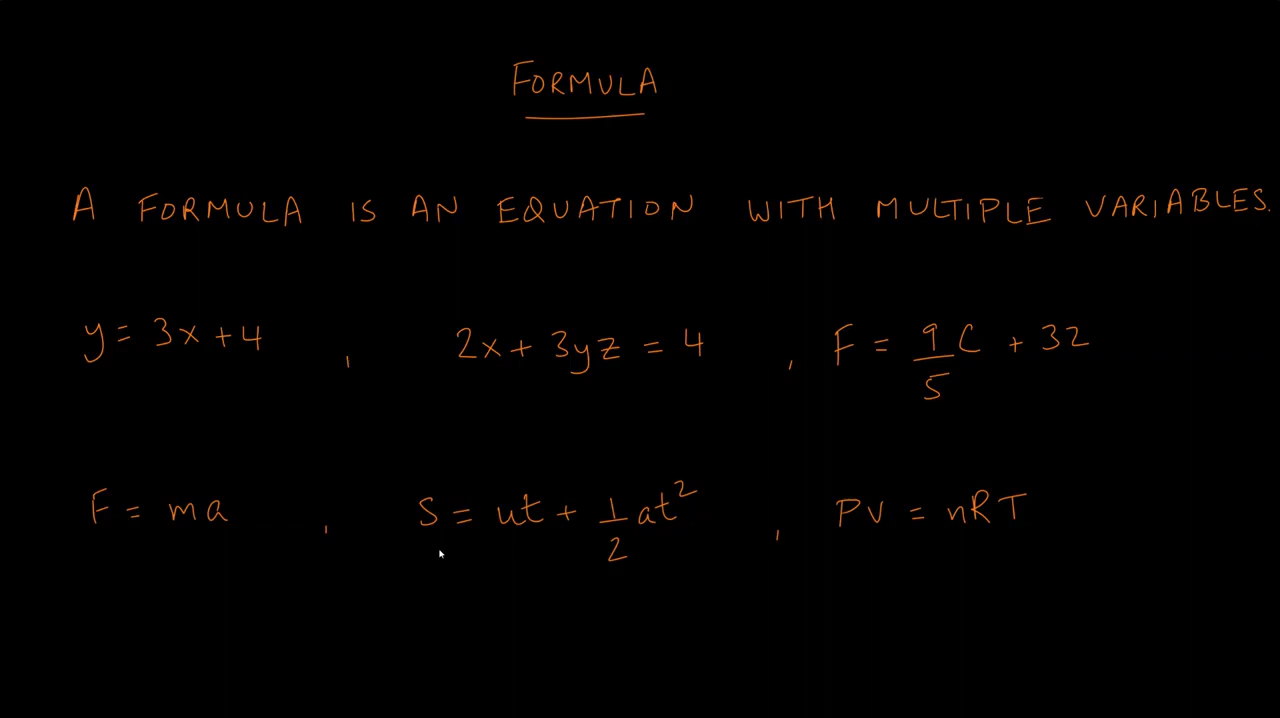 FORMULA
A FORMULA IS AN EQUATION WITH MULTIPLE VARIABLES.
y = 3x + 4 , 2x + 3yz = 4 , F = 9/5 C + 32
F = ma , S = ut + 1/2 at² , PV = nRT